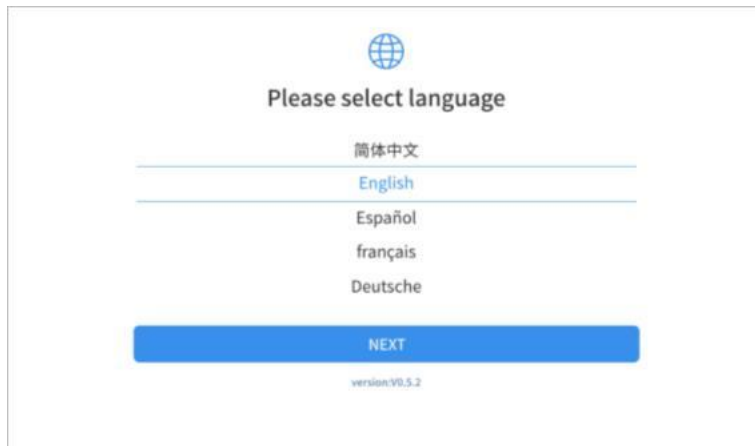 Please select language
简体中文
English
Español
français
Deutsche
NEXT
version:V0.5.2